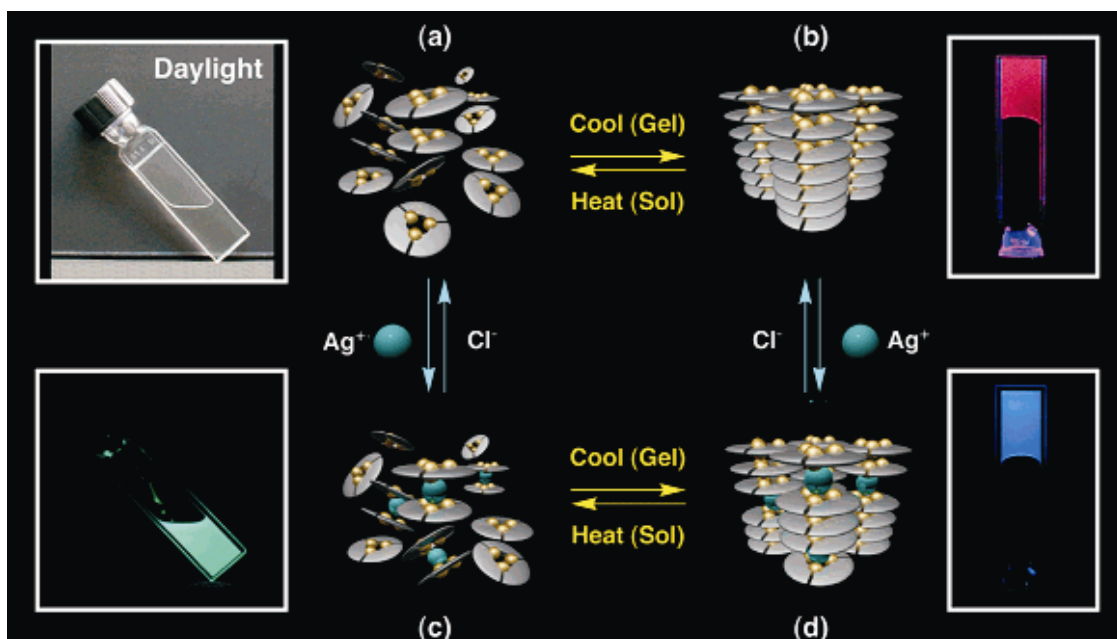 (a)
(b)
Daylight
Cool (Gel)
Heat (Sol)
Ag⁺
Cl⁻
Cl⁻
Ag⁺
Cool (Gel)
Heat (Sol)
(c)
(d)